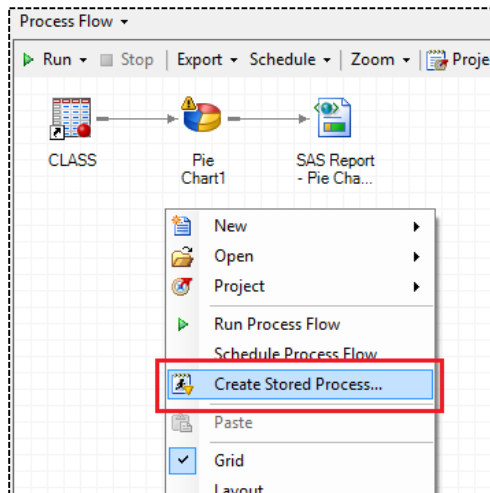 Process Flow
Run Stop Export Schedule Zoom Proje
CLASS
Pie
Chart1
SAS Report
- Pie Cha...
New
Open
Project
Run Process Flow
Schedule Process Flow
Create Stored Process...
Paste
Grid
Layout